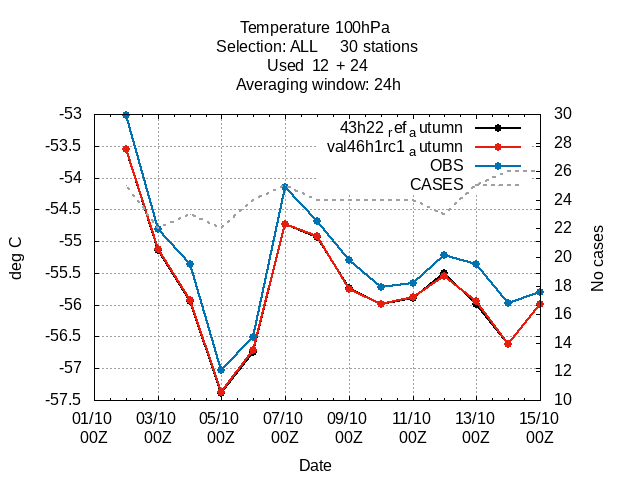 Temperature 100hPa
Selection: ALL 30 stations
Used 12 + 24
Averaging window: 24h
-53
-53.5
-54
-54.5
-55
-55.5
-56
-56.5
-57
-57.5
deg C
43h22refautumn
val46h1rc1autumn
OBS
CASES
30
28
26
24
22
20
18
16
14
12
10
No cases
01/10 03/10 05/10 07/10 09/10 11/10 13/10 15/10
00Z 00Z 00Z 00Z 00Z 00Z 00Z 00Z
Date